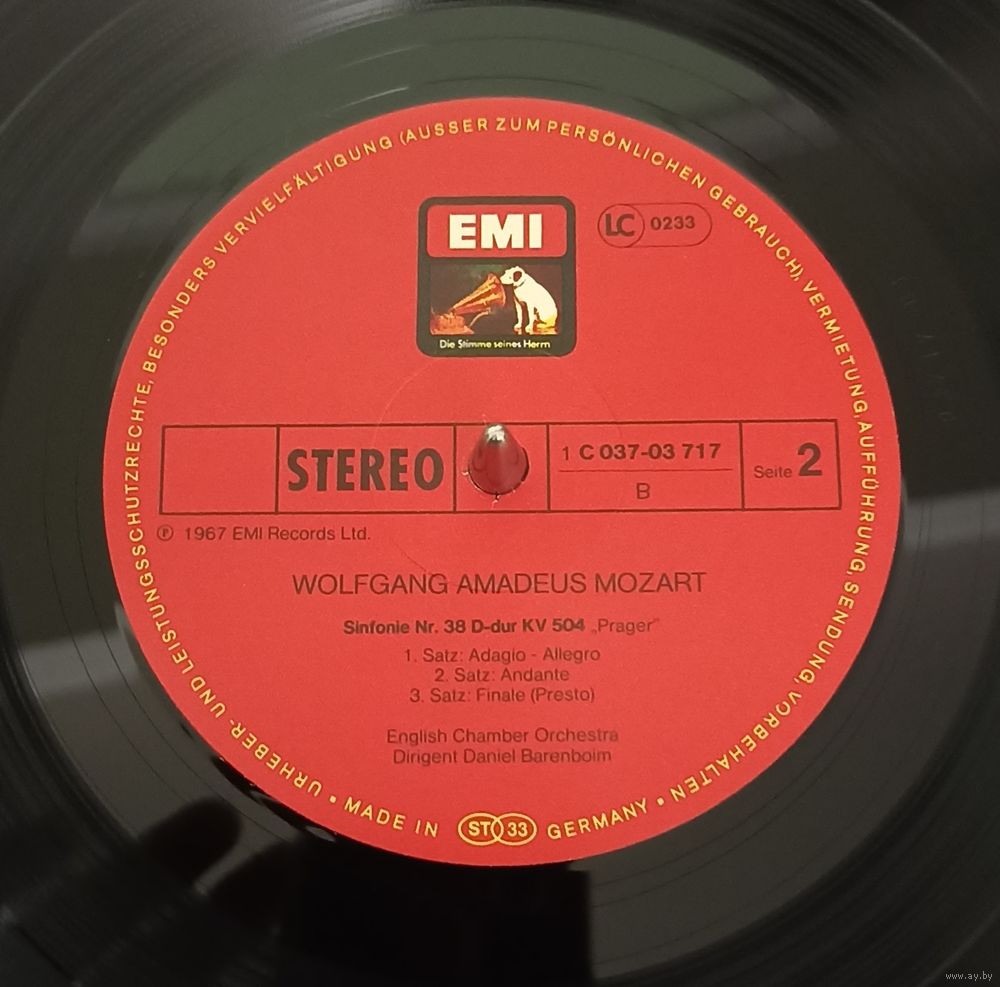 URHEBER- UND LEISTUNGSSCHUTZRECHTE, BESONDERS VERVIELFÄLTIGUNG (AUSSER ZUM PERSÖNLICHEN GEBRAUCH), VERMIETUNG, AUFFÜHRUNG, SENDUNG, VORBEHALTEN •
EMI
LC 0233
Die Stimme seines Herrn
STEREO
1 C 037-03 717
B
Seite 2
℗ 1967 EMI Records Ltd.
WOLFGANG AMADEUS MOZART
Sinfonie Nr. 38 D-dur KV 504 „Prager“
1. Satz: Adagio - Allegro
2. Satz: Andante
3. Satz: Finale (Presto)
English Chamber Orchestra
Dirigent Daniel Barenboim
• MADE IN ST 33 GERMANY
www.ay.by